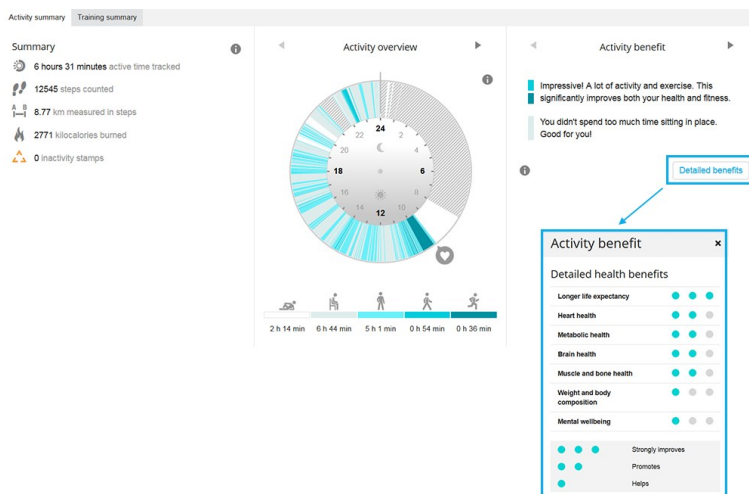 Activity summary
Training summary
Summary
6 hours 31 minutes active time tracked
12545 steps counted
A B
8.77 km measured in steps
2771 kilocalories burned
0 inactivity stamps
Activity overview
24
22
2
20
4
18
6
16
8
14
10
12
2 h 14 min
6 h 44 min
5 h 1 min
0 h 54 min
0 h 36 min
Activity benefit
Impressive! A lot of activity and exercise. This
significantly improves both your health and fitness.
You didn't spend too much time sitting in place.
Good for you!
Detailed benefits
Activity benefit
×
Detailed health benefits
Longer life expectancy
Heart health
Metabolic health
Brain health
Muscle and bone health
Weight and body
composition
Mental wellbeing
Strongly improves
Promotes
Helps